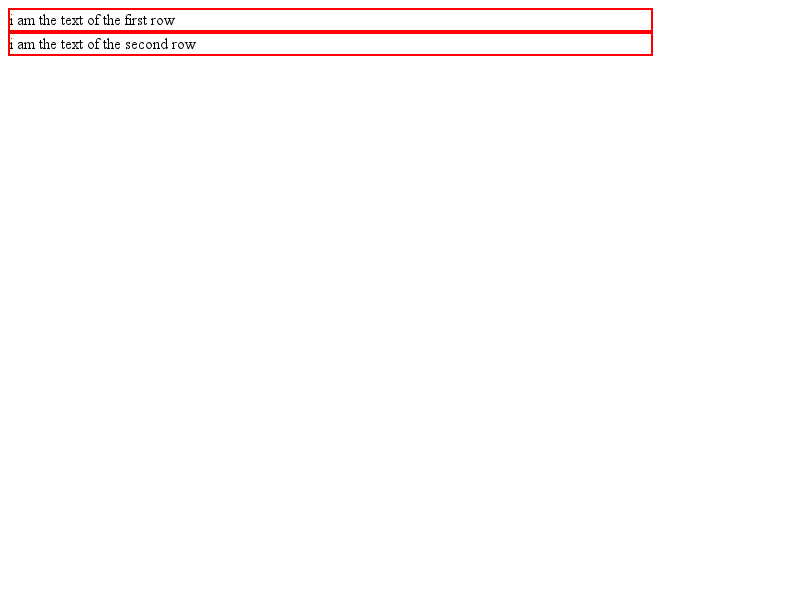 i am the text of the first row
i am the text of the second row